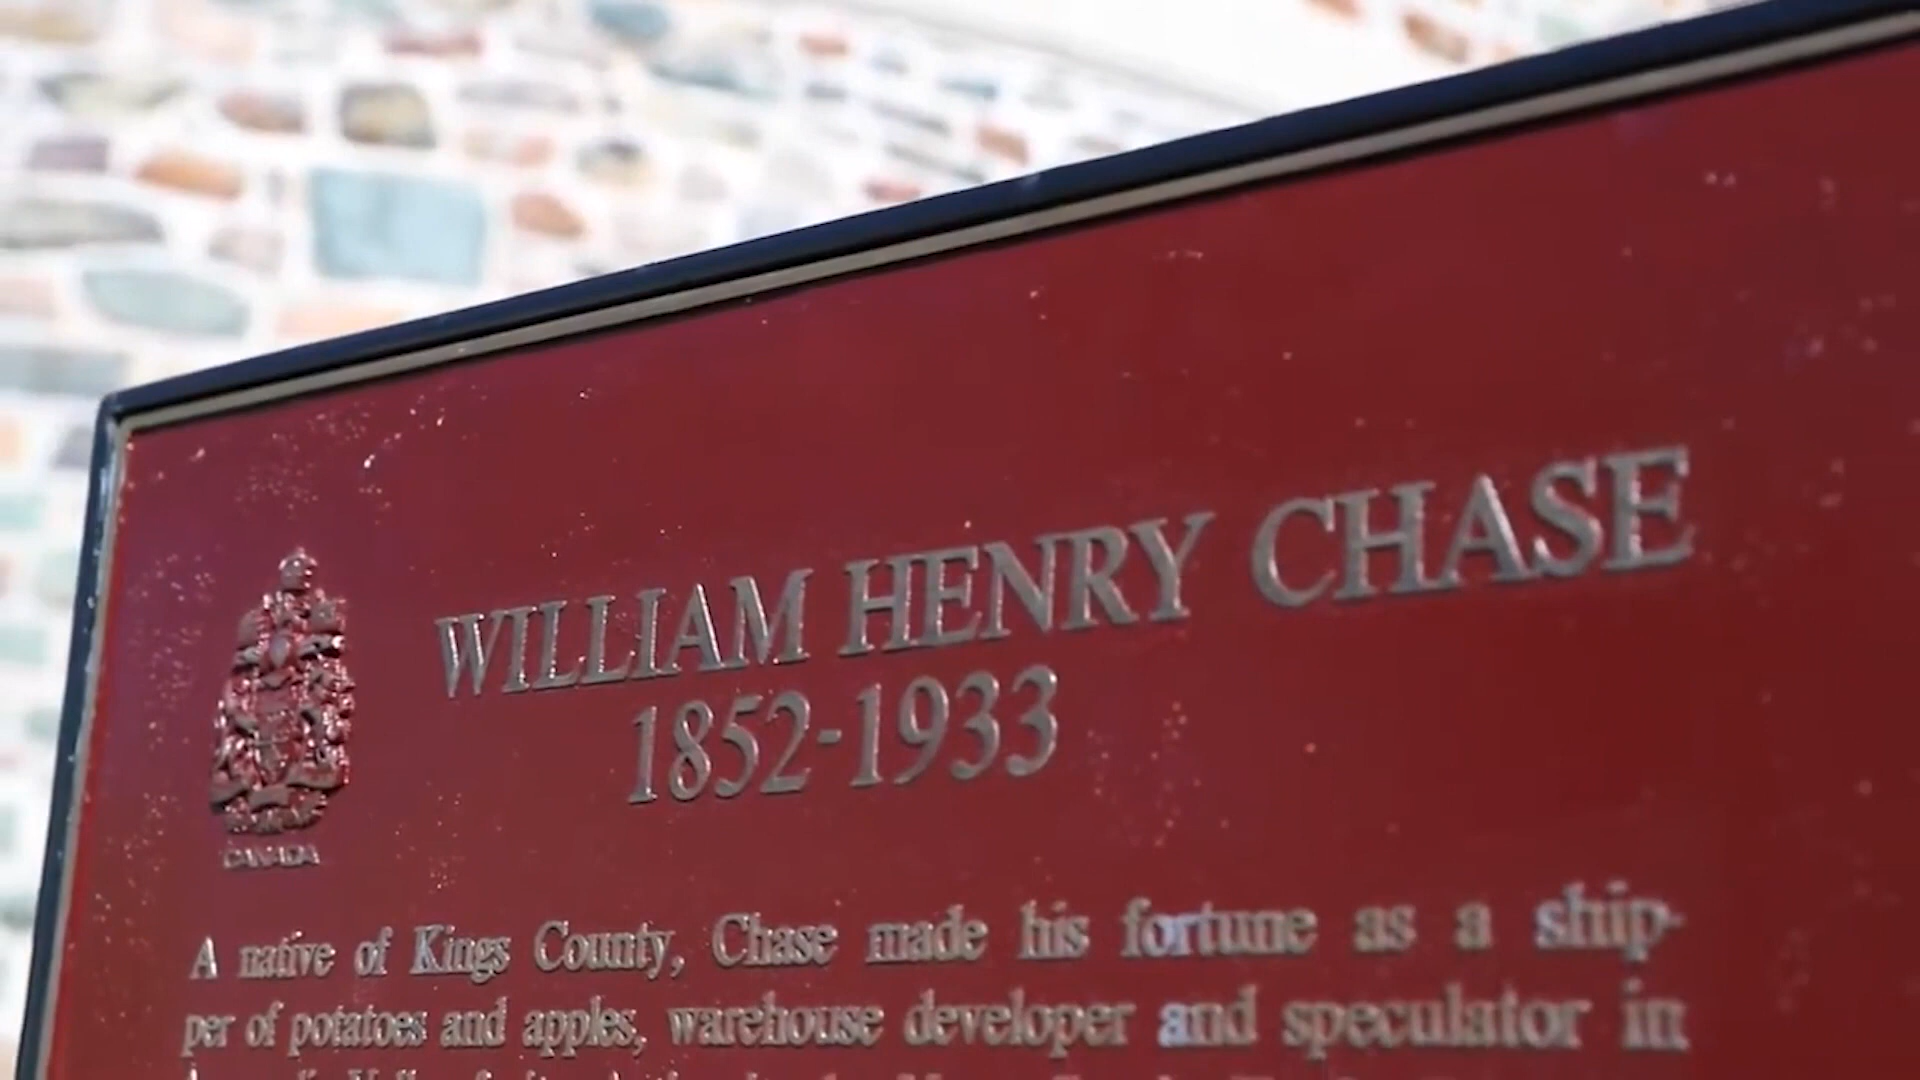 WILLIAM HENRY CHASE
1852-1933
CANADA
A native of Kings County, Chase made his fortune as a ship-
per of potatoes and apples, warehouse developer and speculator in